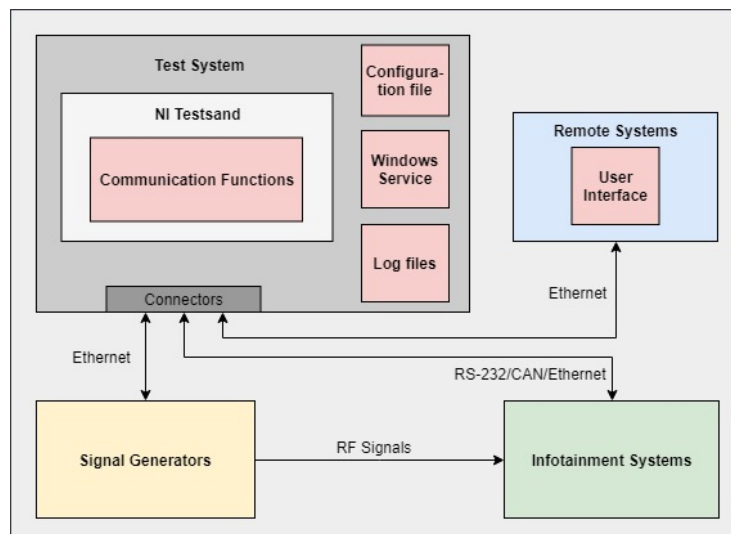 Test System
Configura-
tion file
NI Testsand
Communication Functions
Windows
Service
Log files
Connectors
Remote Systems
User
Interface
Ethernet
Ethernet
RS-232/CAN/Ethernet
Signal Generators
RF Signals
Infotainment Systems